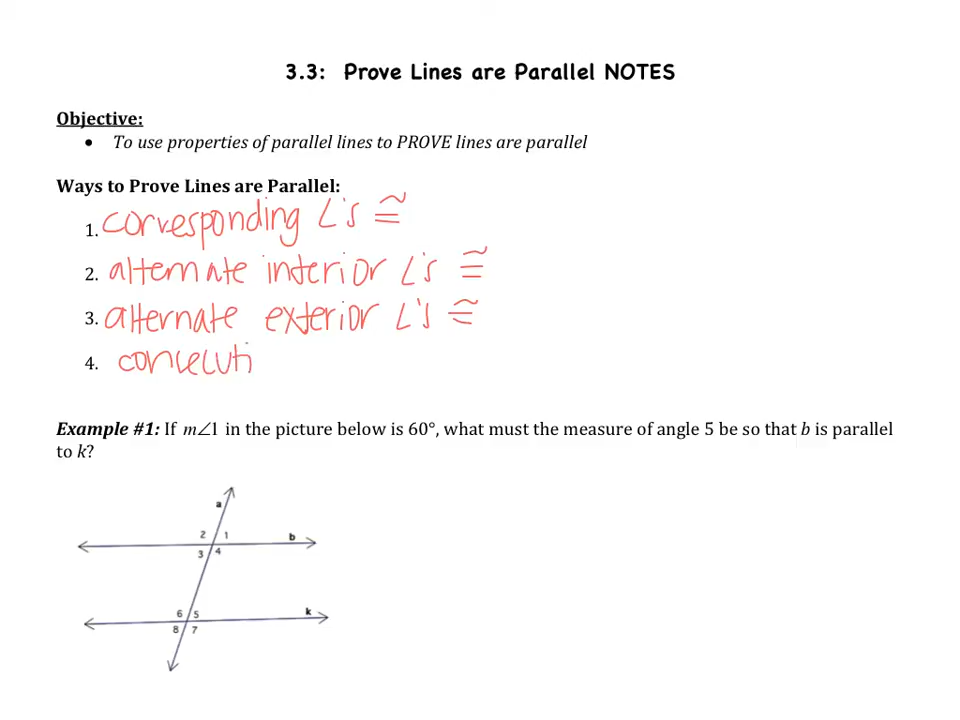 3.3: Prove Lines are Parallel NOTES
Objective:
• To use properties of parallel lines to PROVE lines are parallel
Ways to Prove Lines are Parallel:
1. corresponding ∠'s ≅
2. alternate interior ∠'s ≅
3. alternate exterior ∠'s ≅
4. consecuti
Example #1: If m∠1 in the picture below is 60°, what must the measure of angle 5 be so that b is parallel
to k?
a
2 1 b
3 4
6 5 k
8 7